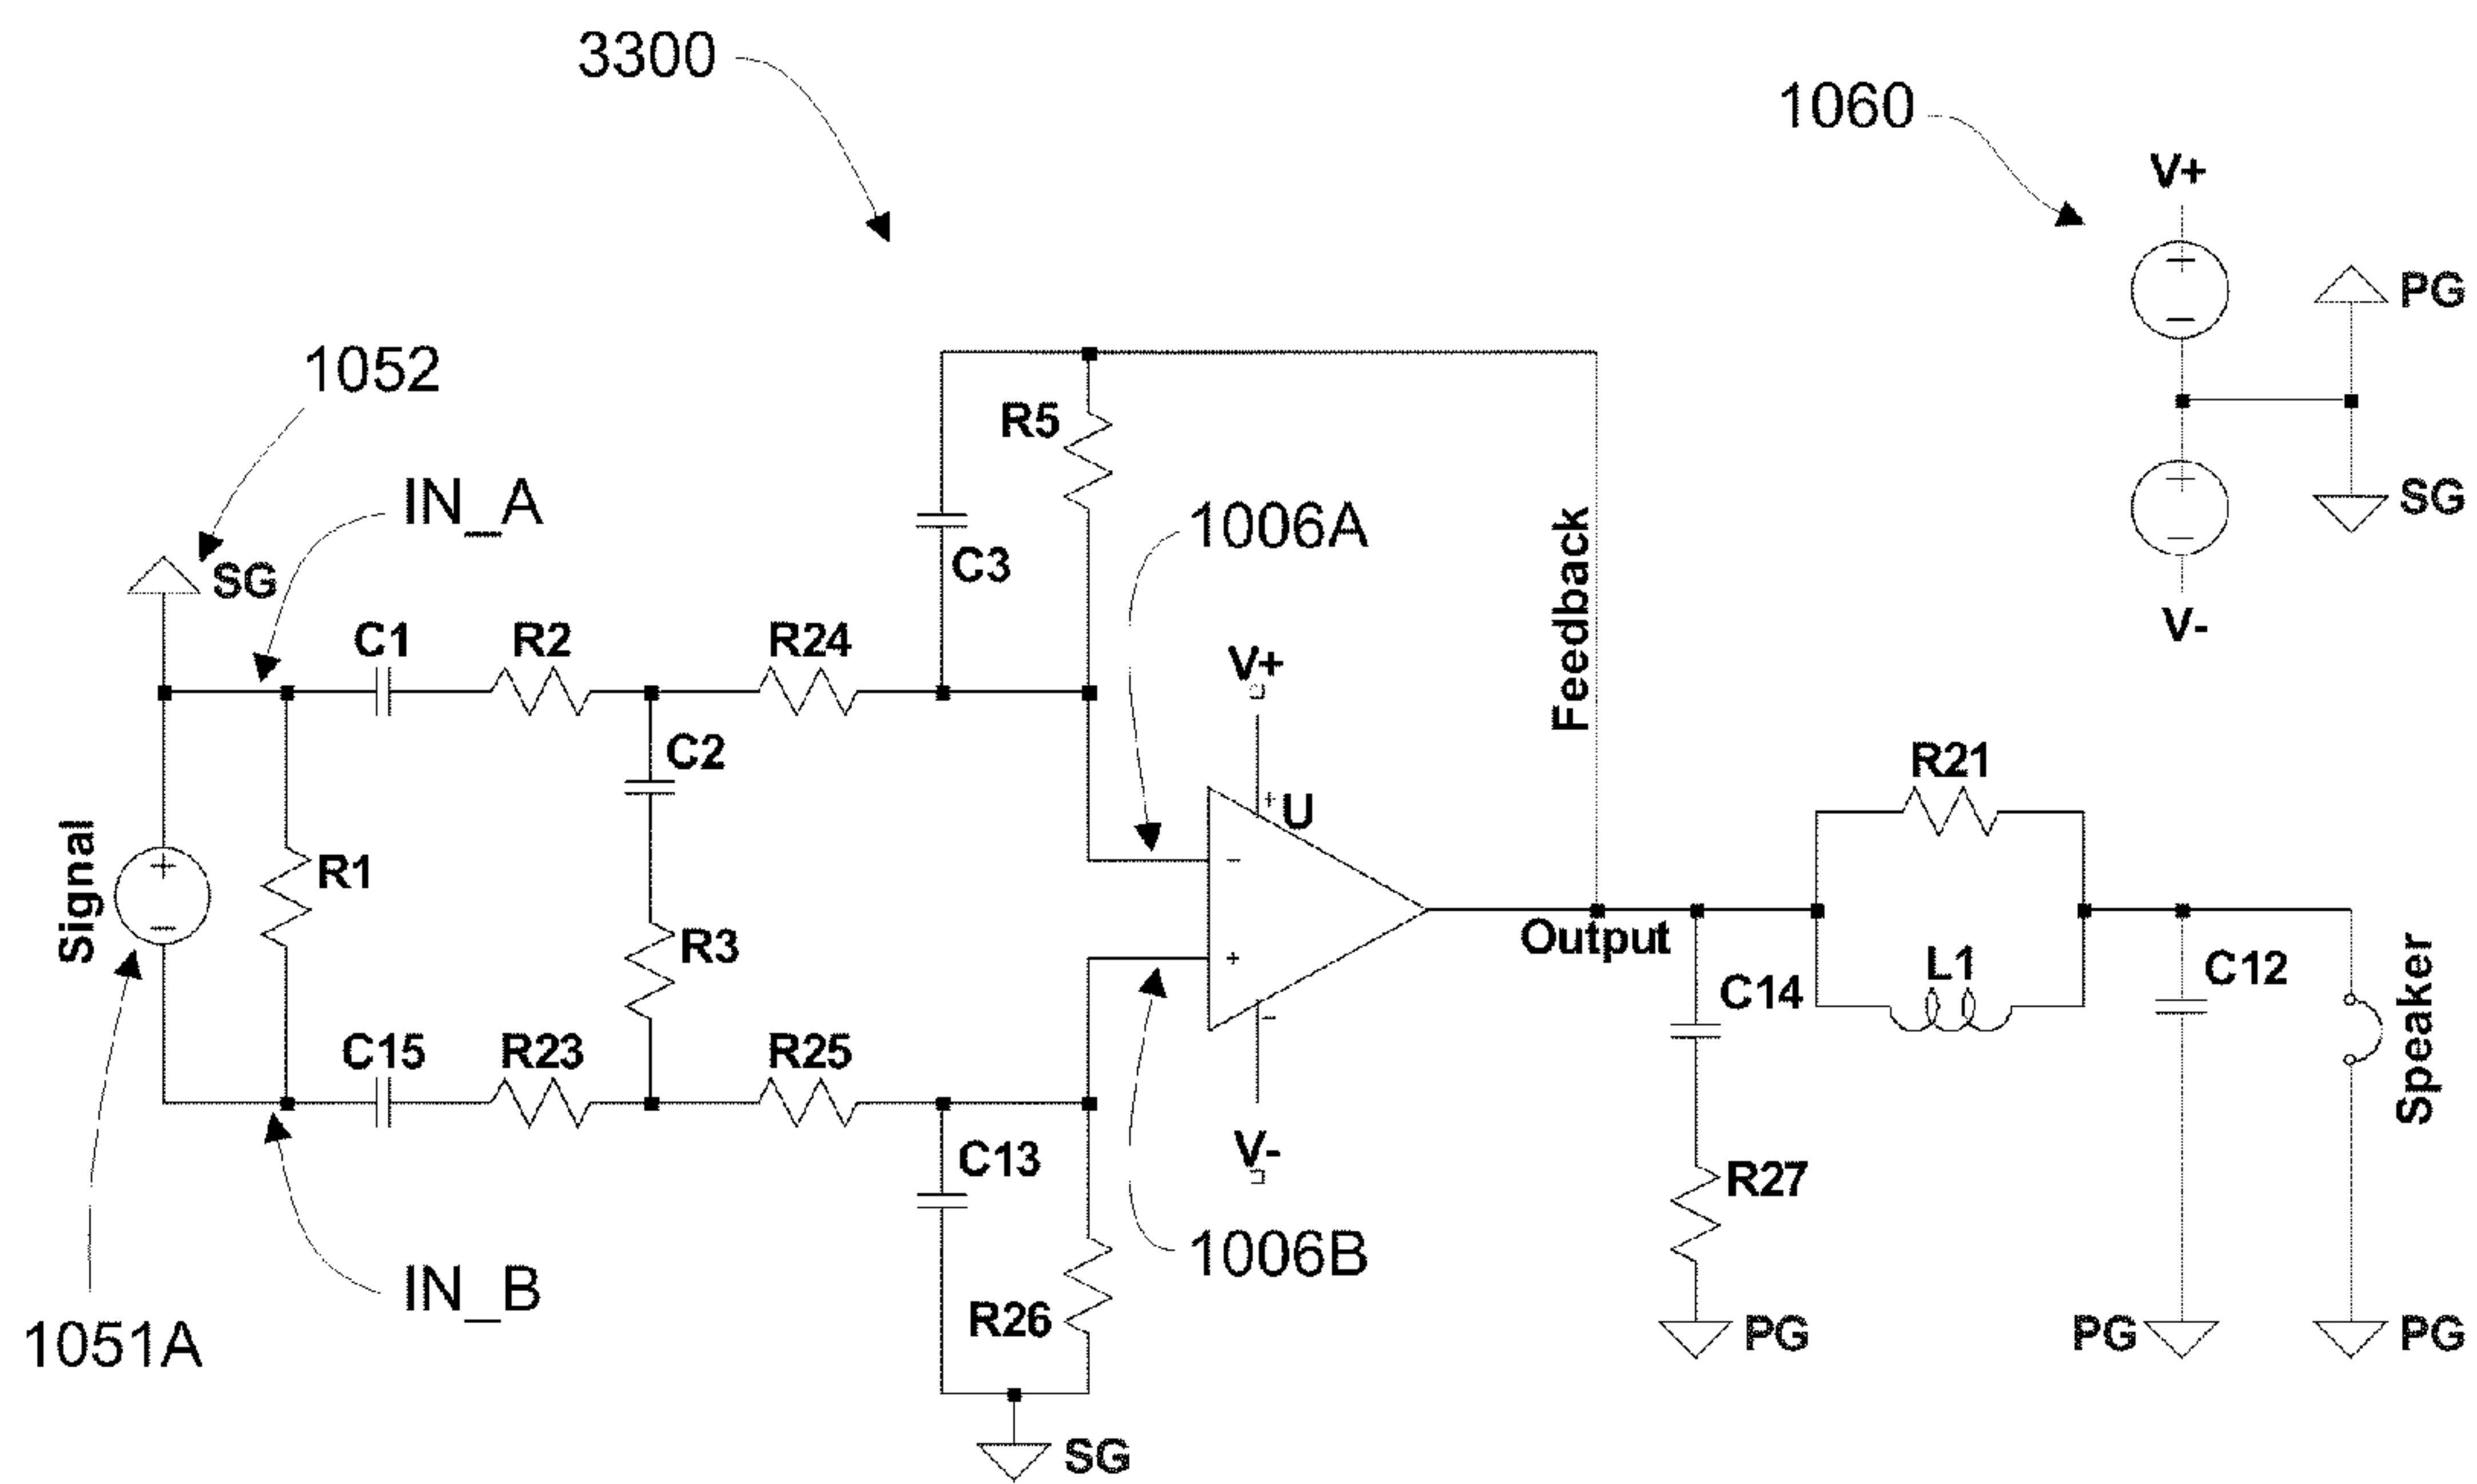 3300
1060
V+
PG
1052
R5
IN_A
1006A
SG
C3
SG
Feedback
C1
R2
R24
V+
V-
C2
R21
+
U
Signal
+
-
R1
-
R3
+
Output
L1
C14
C12
Speaker
C15
R23
R25
-
C13
V-
R27
1006B
IN_B
R26
1051A
PG
PG
PG
SG